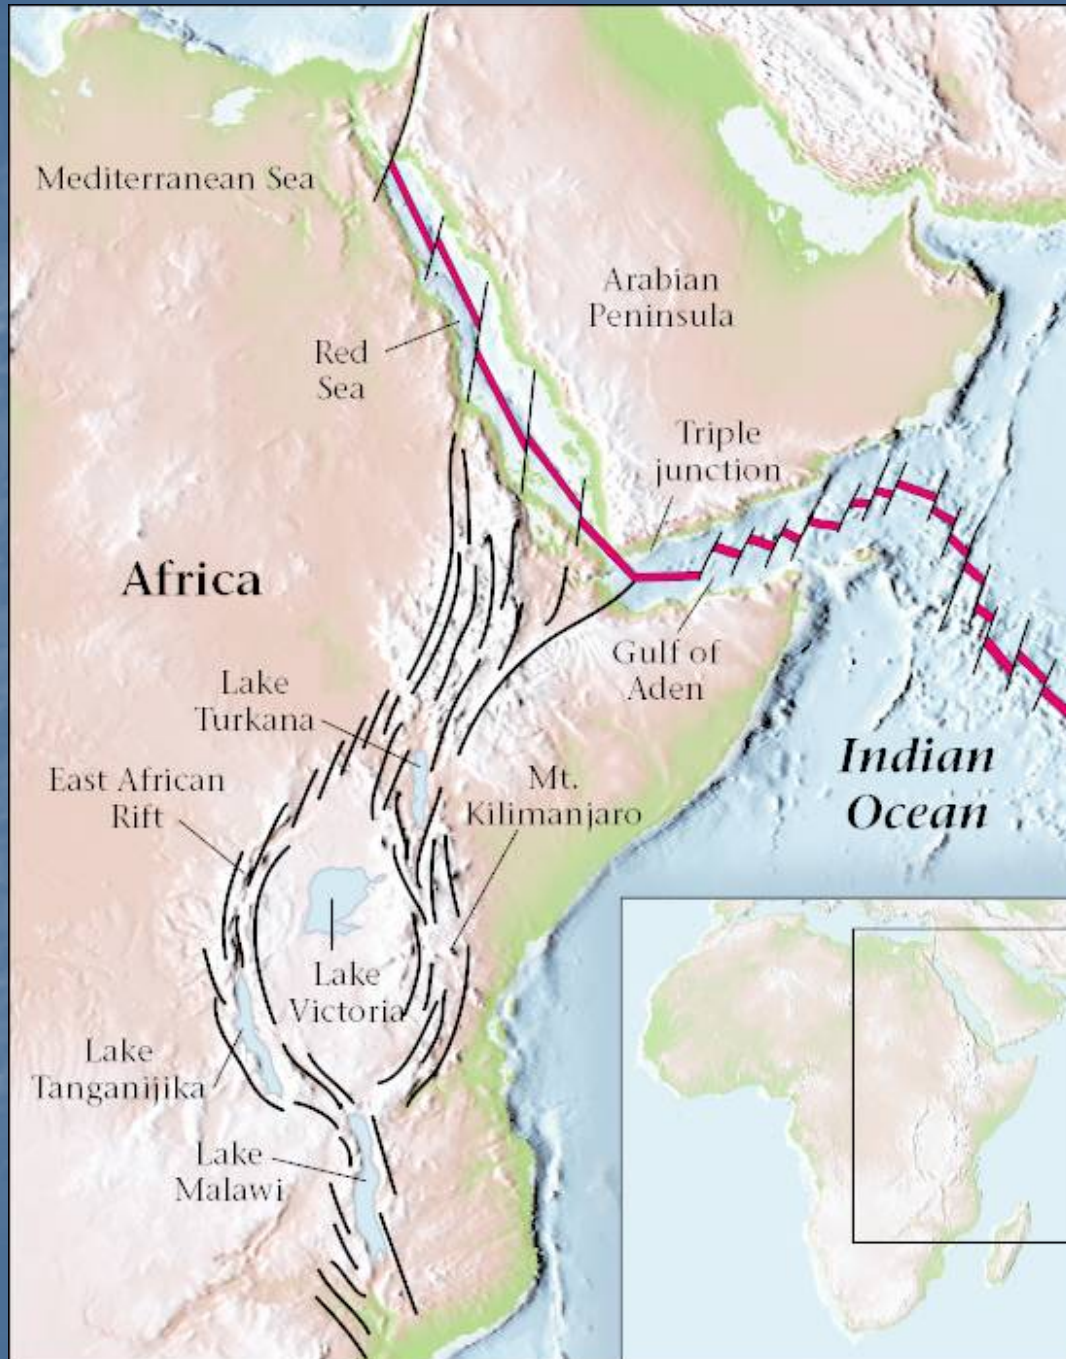 Mediterranean Sea
Arabian
Peninsula
Red
Sea
Triple
junction
Africa
Gulf of
Aden
Lake
Turkana
Indian
Ocean
East African
Rift
Mt.
Kilimanjaro
Lake
Victoria
Lake
Tanganijika
Lake
Malawi